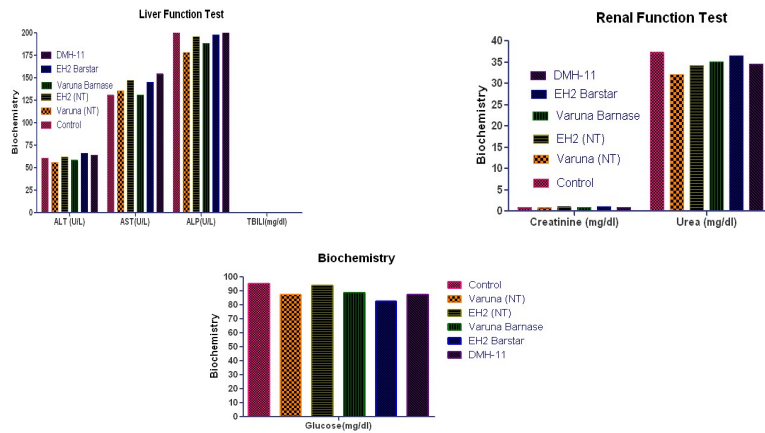 Liver Function Test
200
175
150
125
100
75
50
25
0
Biochemistry
DMH-11
EH2 Barstar
Varuna Barnase
EH2 (NT)
Varuna (NT)
Control
ALT (U/L) AST(U/L) ALP(U/L) TBILI(mg/dl)
Renal Function Test
40
35
30
25
20
15
10
5
0
Biochemistry
DMH-11
EH2 Barstar
Varuna Barnase
EH2 (NT)
Varuna (NT)
Control
Creatinine (mg/dl) Urea (mg/dl)
Biochemistry
100
90
80
70
60
50
40
30
20
10
0
Biochemistry
Glucose(mg/dl)
Control
Varuna (NT)
EH2 (NT)
Varuna Barnase
EH2 Barstar
DMH-11